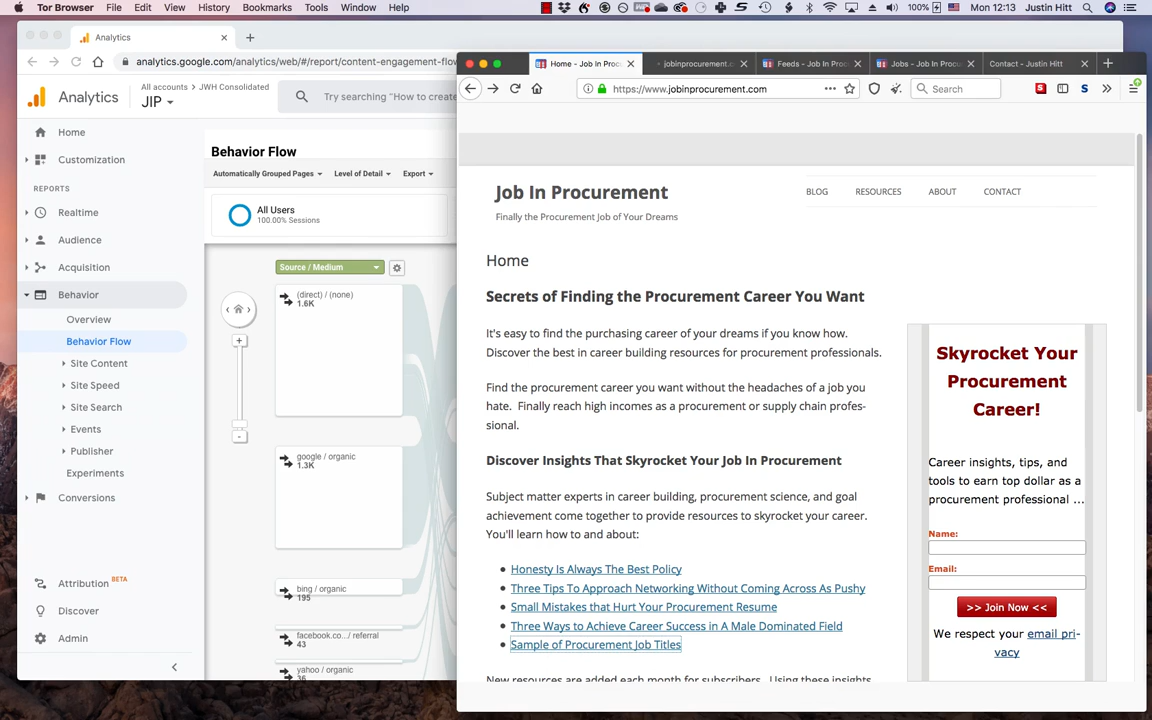 Tor Browser File Edit View History Bookmarks Tools Window Help 100% Mon 12:13 Justin Hitt
Analytics
analytics.google.com/analytics/web/#/report/content-engagement-flow
Analytics
All accounts > JWH Consolidated
JIP
Try searching "How to create
Home
Customization
REPORTS
Realtime
Audience
Acquisition
Behavior
Overview
Behavior Flow
Site Content
Site Speed
Site Search
Events
Publisher
Experiments
Conversions
Attribution BETA
Discover
Admin
Behavior Flow
Automatically Grouped Pages Level of Detail Export
All Users
100.00% Sessions
Source / Medium
(direct) / (none)
1.6K
google / organic
1.3K
bing / organic
195
facebook.co... / referral
43
yahoo / organic
36
Home - Job In Proc jobinprocurement.c Feeds - Job In Pro Jobs - Job In Procu Contact - Justin Hitt
https://www.jobinprocurement.com
Search
Job In Procurement
Finally the Procurement Job of Your Dreams
BLOG RESOURCES ABOUT CONTACT
Home
Secrets of Finding the Procurement Career You Want
It's easy to find the purchasing career of your dreams if you know how.
Discover the best in career building resources for procurement professionals.
Find the procurement career you want without the headaches of a job you
hate. Finally reach high incomes as a procurement or supply chain profes-
sional.
Discover Insights That Skyrocket Your Job In Procurement
Subject matter experts in career building, procurement science, and goal
achievement come together to provide resources to skyrocket your career.
You'll learn how to and about:
Honesty Is Always The Best Policy
Three Tips To Approach Networking Without Coming Across As Pushy
Small Mistakes that Hurt Your Procurement Resume
Three Ways to Achieve Career Success in A Male Dominated Field
Sample of Procurement Job Titles
New resources are added each month for subscribers. Using these insights
Skyrocket Your
Procurement
Career!
Career insights, tips, and
tools to earn top dollar as a
procurement professional ...
Name:
Email:
>> Join Now <<
We respect your email pri-
vacy